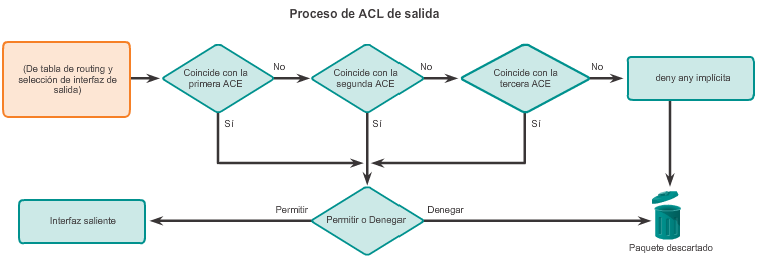 Proceso de ACL de salida
(De tabla de routing y
selección de interfaz de
salida)
Coincide con la
primera ACE
No
Coincide con la
segunda ACE
No
Coincide con la
tercera ACE
No
deny any implícita
Sí
Sí
Sí
Interfaz saliente
Permitir
Permitir o Denegar
Denegar
Paquete descartado